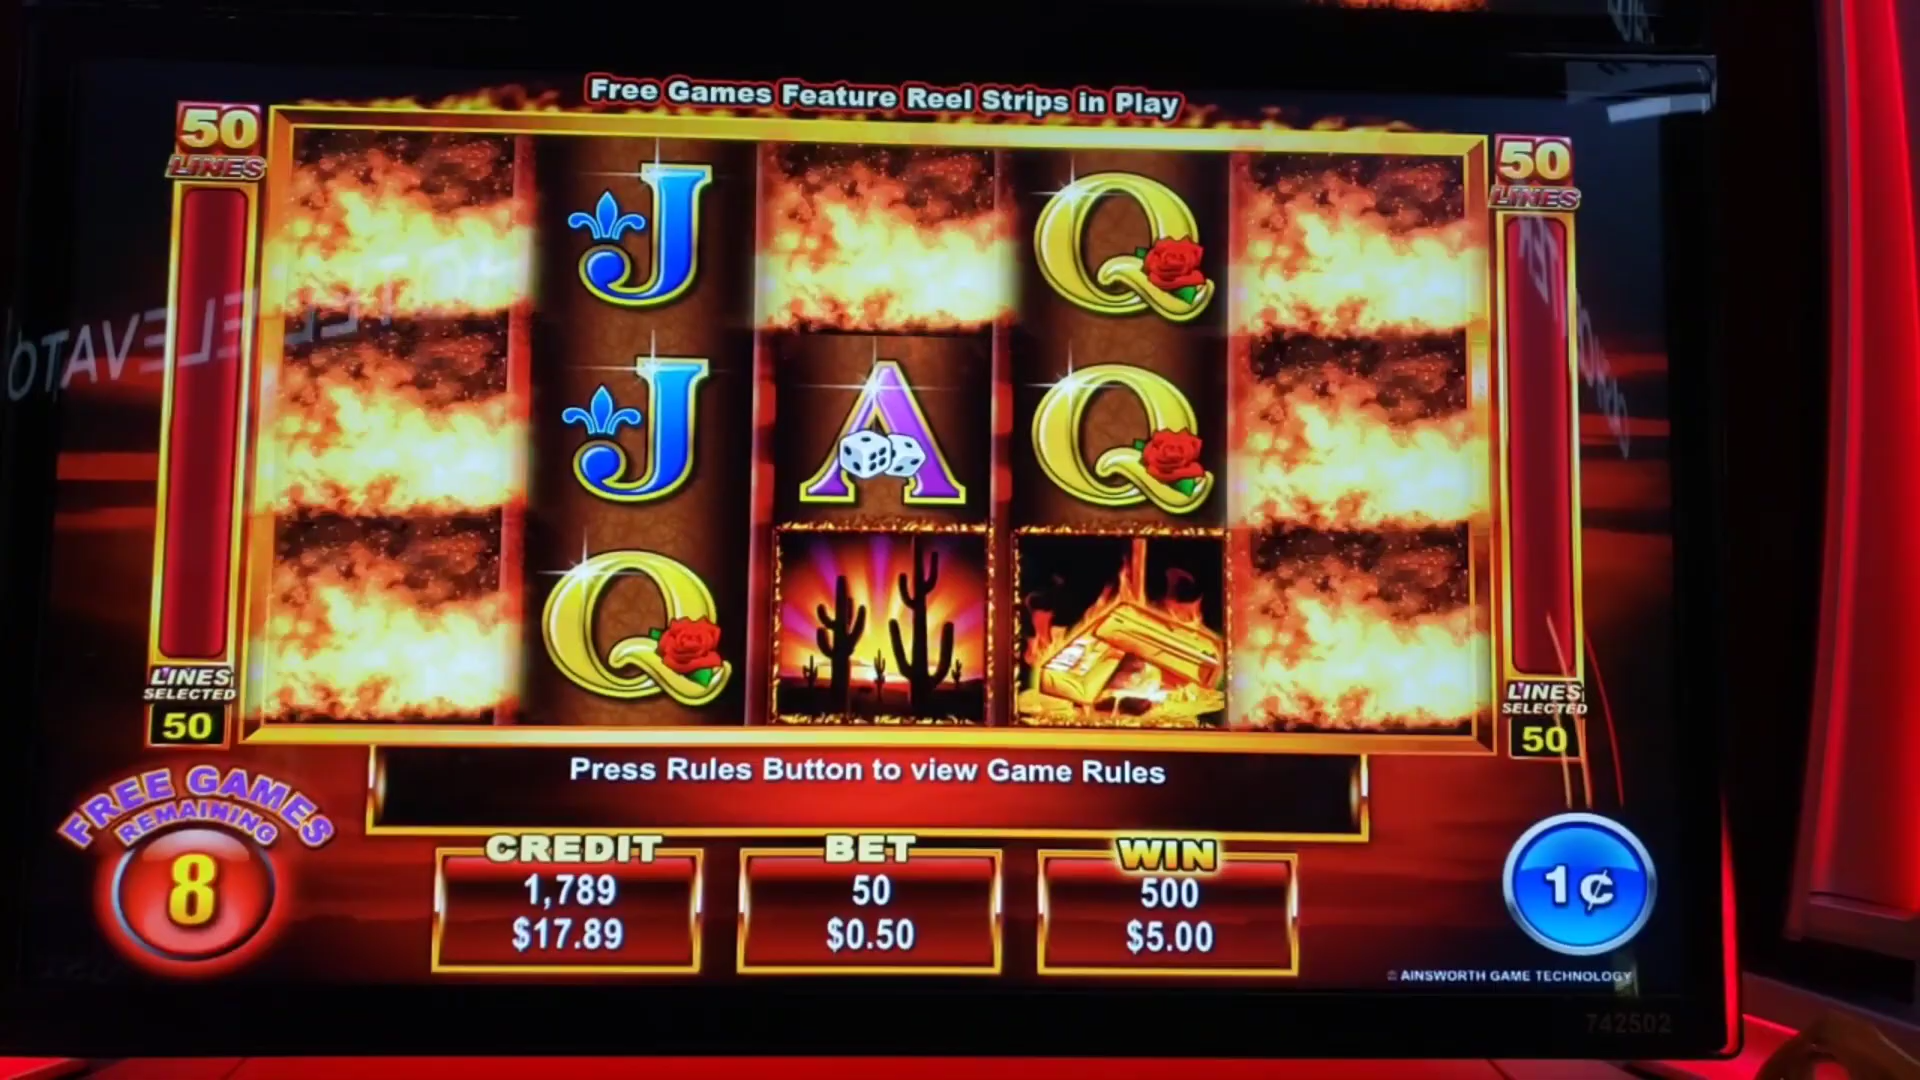 Free Games Feature Reel Strips in Play
50
LINES
50
LINES
J
Q
J
A
Q
Q
LINES
SELECTED
50
LINES
SELECTED
50
Press Rules Button to view Game Rules
FREE GAMES
REMAINING
8
CREDIT
1,789
$17.89
BET
50
$0.50
WIN
500
$5.00
1¢
© AINSWORTH GAME TECHNOLOGY
742502